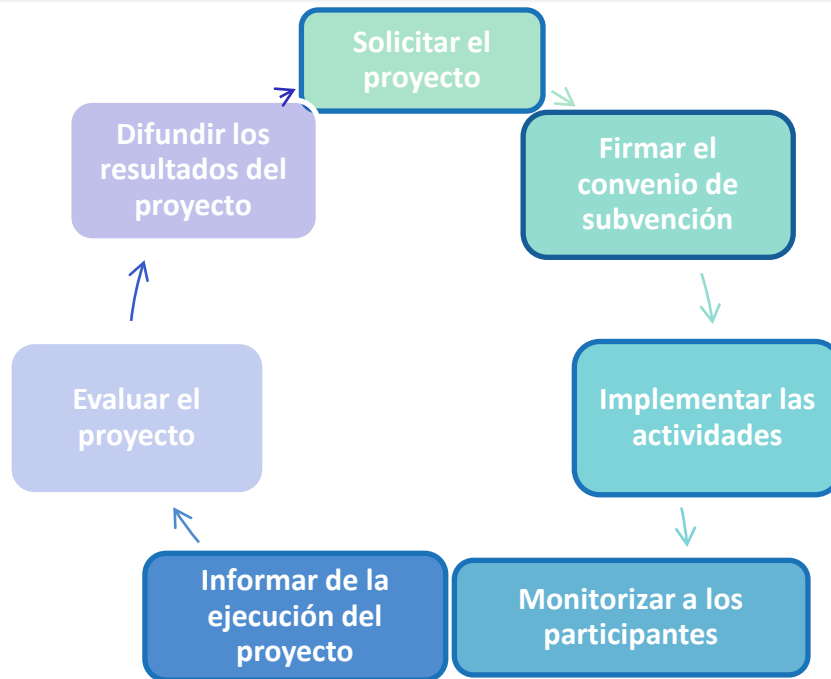 Solicitar el
proyecto
Firmar el
convenio de
subvención
Implementar las
actividades
Monitorizar a los
participantes
Informar de la
ejecución del
proyecto
Evaluar el
proyecto
Difundir los
resultados del
proyecto